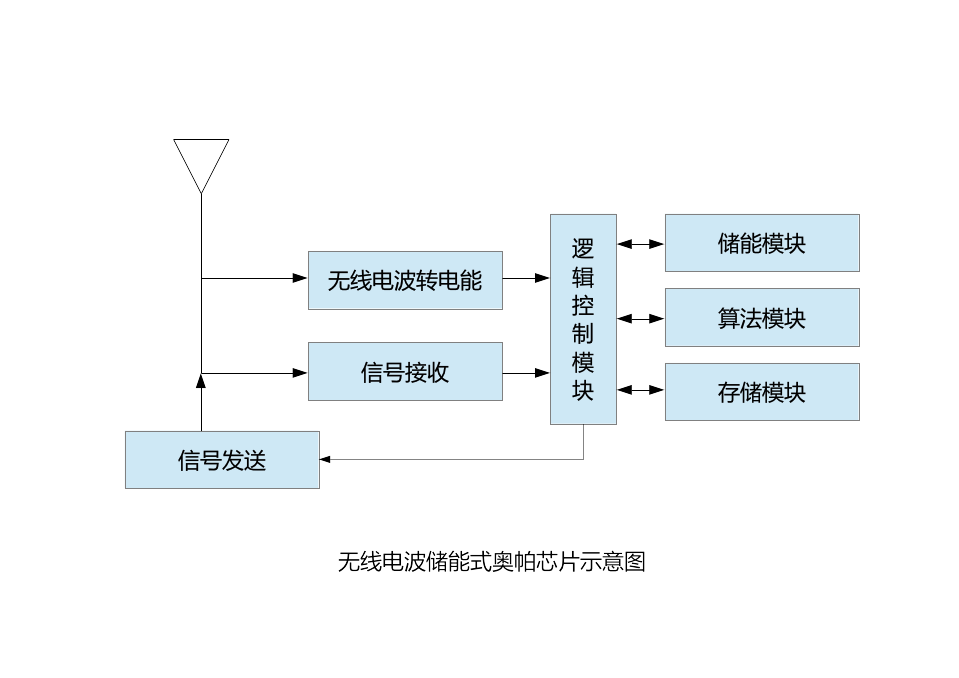 无线电波转电能
信号接收
信号发送
逻辑控制模块
储能模块
算法模块
存储模块
无线电波储能式奥帕芯片示意图